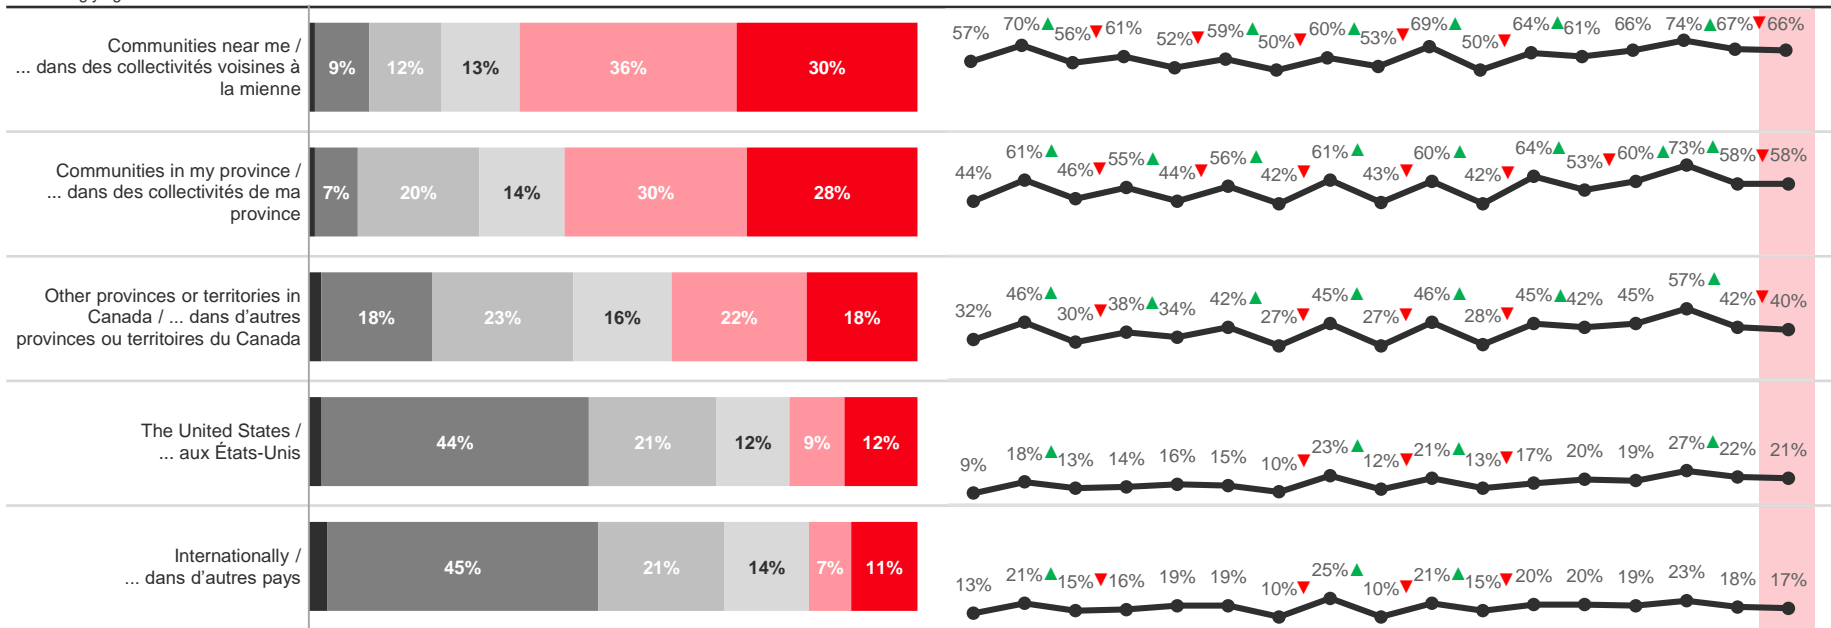 Communities near me /
... dans des collectivités voisines à
la mienne
9% 12% 13% 36% 30%
57% 70% 56% 61% 52% 59% 50% 60% 53% 69% 50% 64% 61% 66% 74% 67% 66%
Communities in my province /
... dans des collectivités de ma
province
7% 20% 14% 30% 28%
44% 61% 46% 55% 44% 56% 42% 61% 43% 60% 42% 64% 53% 60% 73% 58% 58%
Other provinces or territories in
Canada / ... dans d'autres
provinces ou territoires du Canada
18% 23% 16% 22% 18%
32% 46% 30% 38% 34% 42% 27% 45% 27% 46% 28% 45% 42% 45% 57% 42% 40%
The United States /
... aux États-Unis
44% 21% 12% 9% 12%
9% 18% 13% 14% 16% 15% 10% 23% 12% 21% 13% 17% 20% 19% 27% 22% 21%
Internationally /
... dans d'autres pays
45% 21% 14% 7% 11%
13% 21% 15% 16% 19% 19% 10% 25% 10% 21% 15% 20% 20% 19% 23% 18% 17%